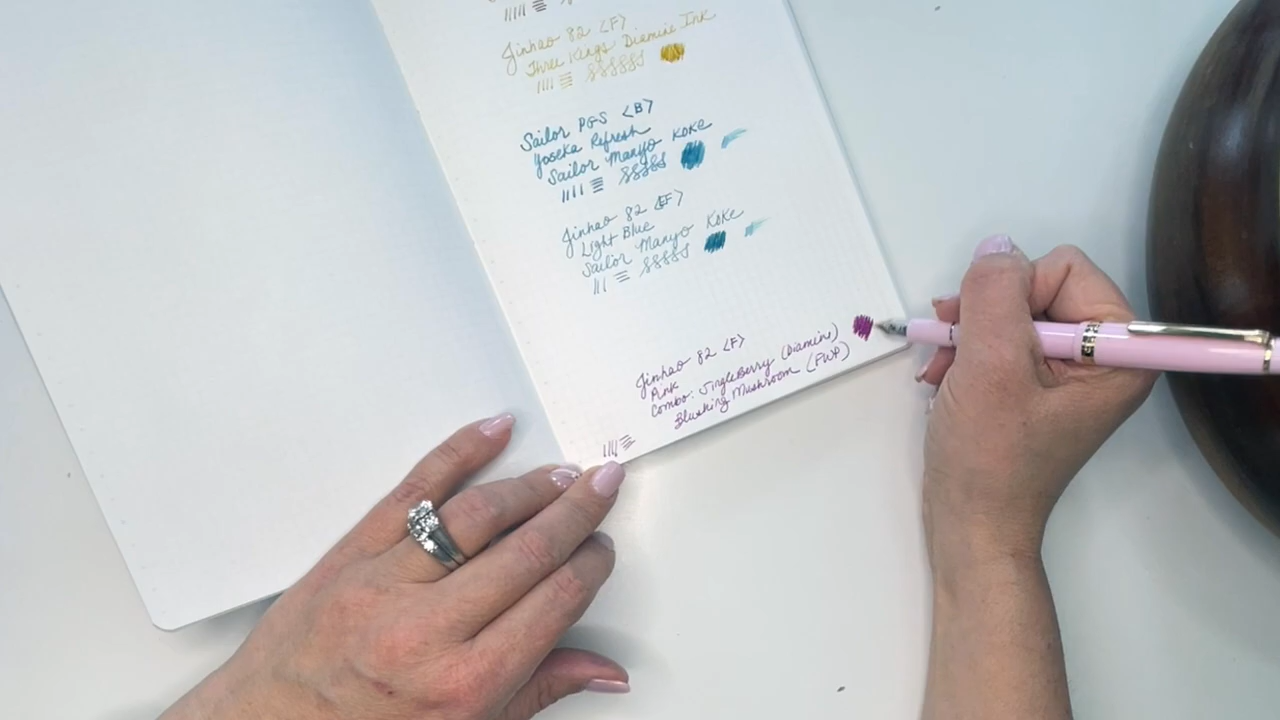 Jinhao 82 <F>
Three Kings Diamine Ink
Sailor PGS <B>
Yoseka Refresh
Sailor Manyo Koke
Jinhao 82 <EF>
Light Blue
Sailor Manyo Koke
Jinhao 82 <F>
Pink
Combo: JingleBerry (Diamine)
Blushing Mushroom (FWP)